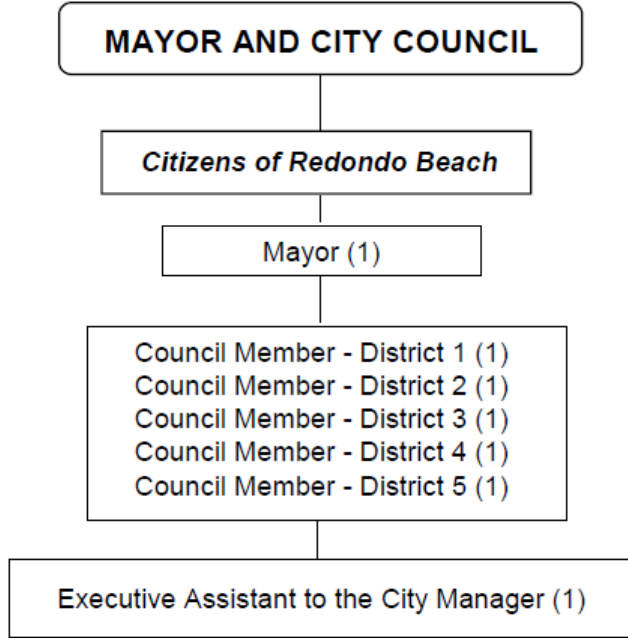 MAYOR AND CITY COUNCIL
Citizens of Redondo Beach
Mayor (1)
Council Member - District 1 (1)
Council Member - District 2 (1)
Council Member - District 3 (1)
Council Member - District 4 (1)
Council Member - District 5 (1)
Executive Assistant to the City Manager (1)